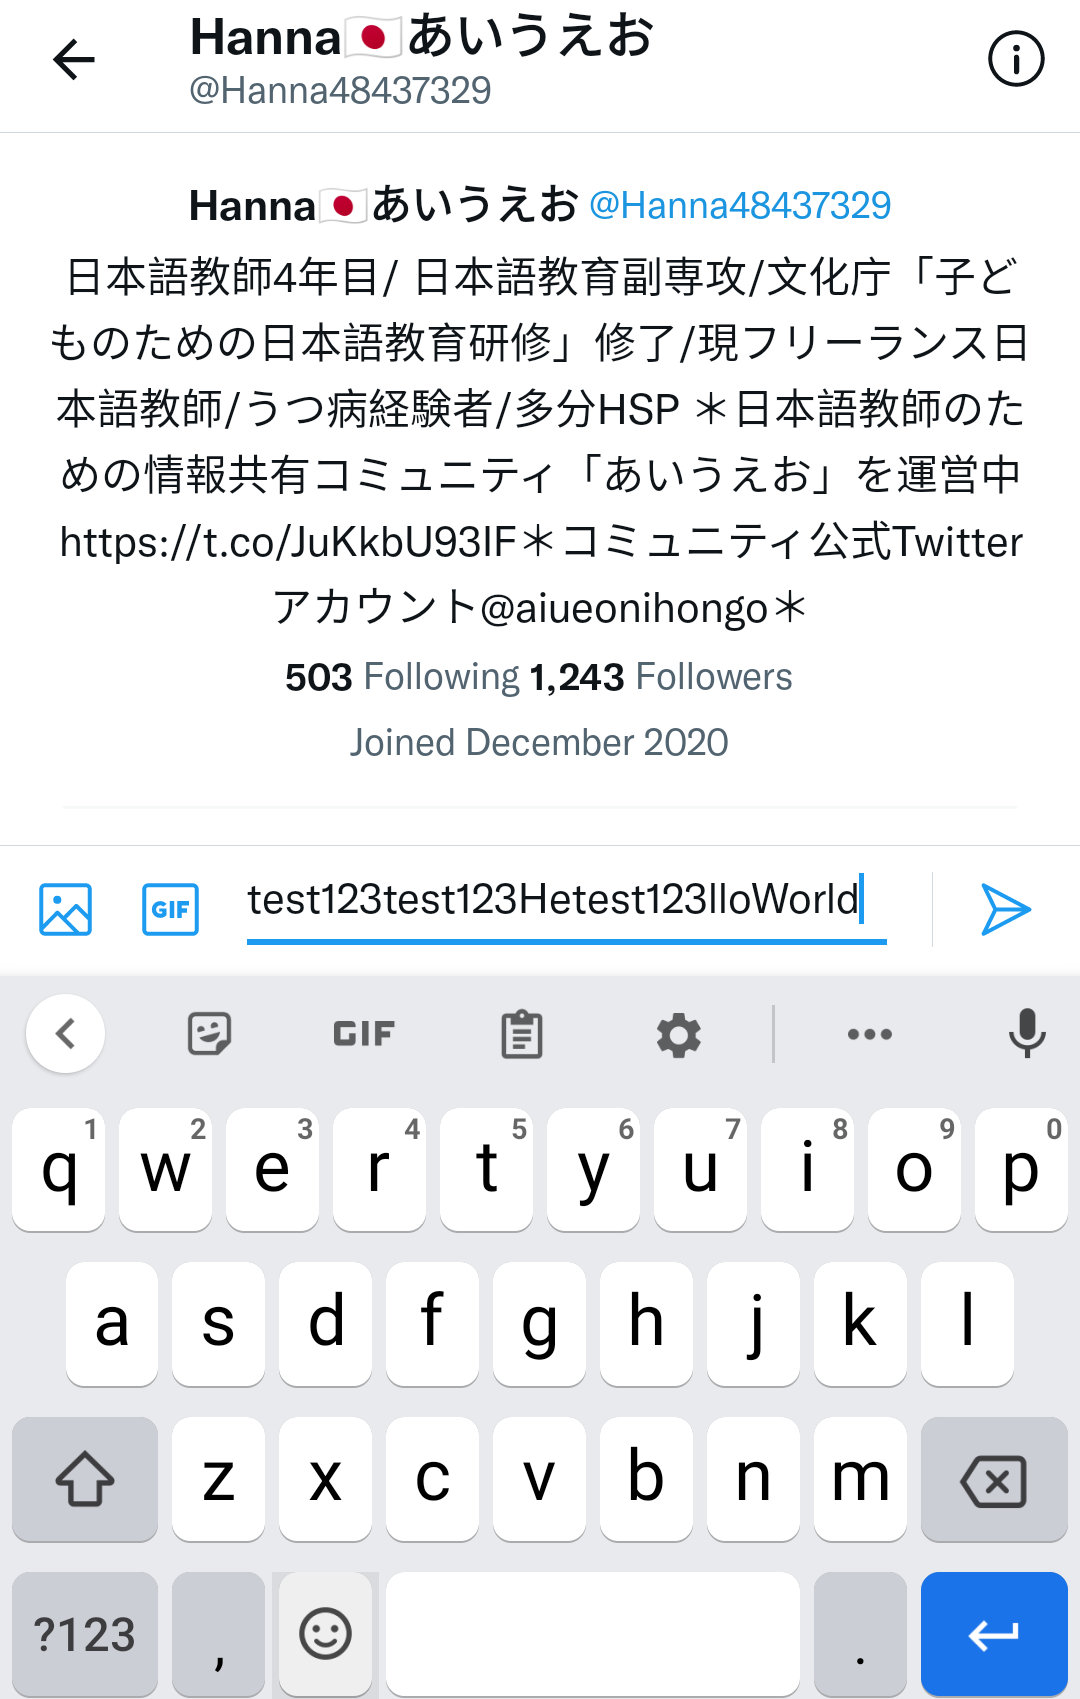 Hanna🇯🇵あいうえお
@Hanna48437329
Hanna🇯🇵あいうえお @Hanna48437329
日本語教師4年目/ 日本語教育副専攻/文化庁「子ど
ものための日本語教育研修」修了/現フリーランス日
本語教師/うつ病経験者/多分HSP ＊日本語教師のた
めの情報共有コミュニティ「あいうえお」を運営中
https://t.co/JuKkbU93IF＊コミュニティ公式Twitter
アカウント@aiueonihongo＊
503 Following 1,243 Followers
Joined December 2020
GIF test123test123Hetest123lloWorld
GIF
1 2 3 4 5 6 7 8 9 0
q w e r t y u i o p
a s d f g h j k l
z x c v b n m
?123 , .